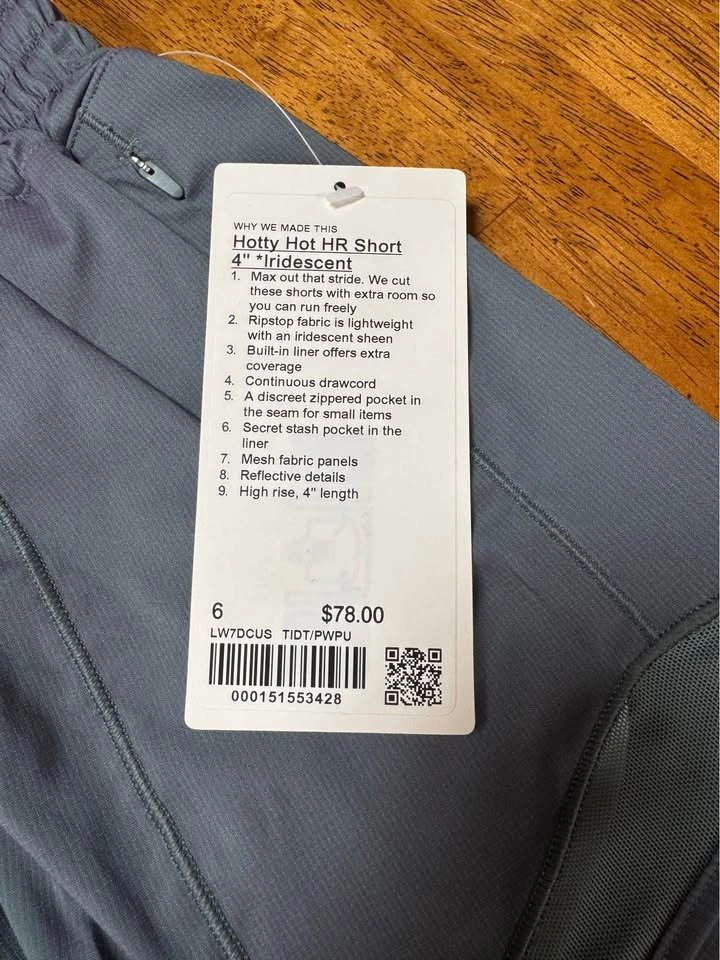 WHY WE MADE THIS
Hotty Hot HR Short
4" *Iridescent
1. Max out that stride. We cut
these shorts with extra room so
you can run freely
2. Ripstop fabric is lightweight
with an iridescent sheen
3. Built-in liner offers extra
coverage
4. Continuous drawcord
5. A discreet zippered pocket in
the seam for small items
6. Secret stash pocket in the
liner
7. Mesh fabric panels
8. Reflective details
9. High rise, 4" length
6 $78.00
LW7DCUS TIDT/PWPU
000151553428